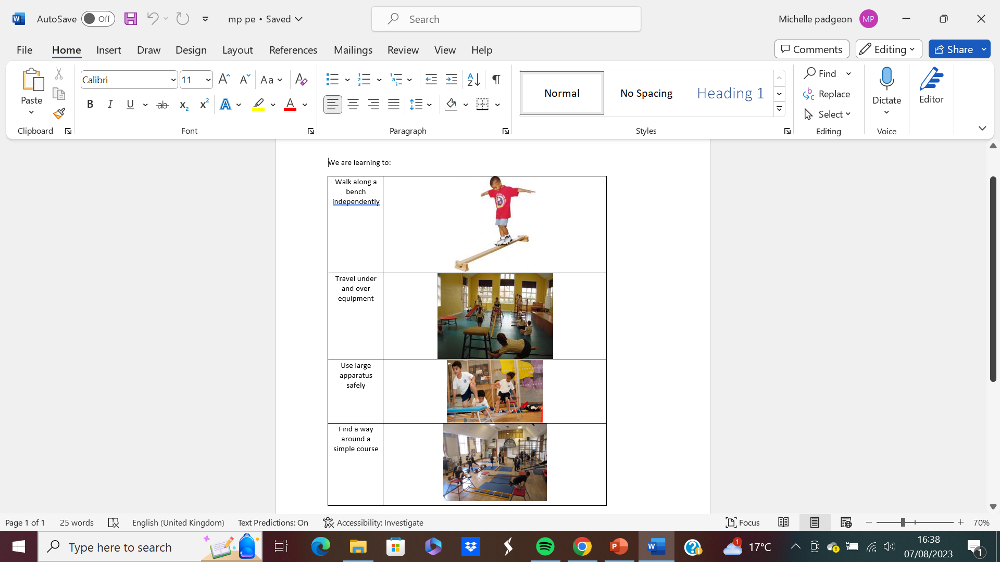 AutoSave Off mp pe • Saved Search Michelle padgeon MP
File Home Insert Draw Design Layout References Mailings Review View Help Comments Editing Share
Paste
Clipboard
Calibri 11 Aa
B I U ab x2 x2 A A
Font
Paragraph
Normal No Spacing Heading 1
Styles
Find
Replace
Select
Editing
Dictate
Voice
Editor
We are learning to:
Walk along a
bench
independently
Travel under
and over
equipment
Use large
apparatus
safely
Find a way
around a
simple course
Page 1 of 1 25 words English (United Kingdom) Text Predictions: On Accessibility: Investigate Focus 70%
Type here to search 1 17°C 16:38
07/08/2023 1